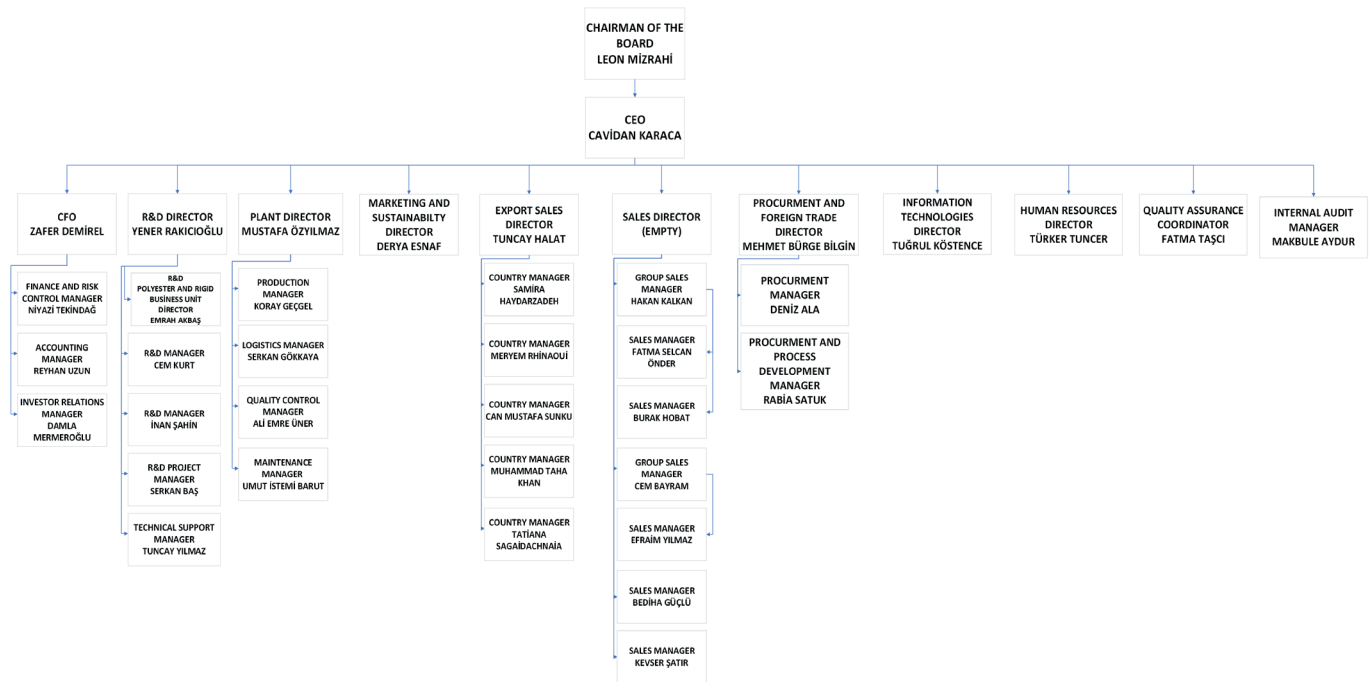 CHAIRMAN OF THE
BOARD
LEON MİZRAHİ
CEO
CAVİDAN KARACA
CFO
ZAFER DEMİREL
R&D DIRECTOR
YENER RAKICIOĞLU
PLANT DIRECTOR
MUSTAFA ÖZYILMAZ
MARKETING AND
SUSTAINABILTY
DIRECTOR
DERYA ESNAF
EXPORT SALES
DIRECTOR
TUNCAY HALAT
SALES DIRECTOR
(EMPTY)
PROCURMENT AND
FOREIGN TRADE
DIRECTOR
MEHMET BÜRGE BİLGİN
INFORMATION
TECHNOLOGIES
DIRECTOR
TUĞRUL KÖSTENCE
HUMAN RESOURCES
DIRECTOR
TÜRKER TUNCER
QUALITY ASSURANCE
COORDINATOR
FATMA TAŞCI
INTERNAL AUDIT
MANAGER
MAKBULE AYDUR
FINANCE AND RISK
CONTROL MANAGER
NİYAZİ TEKİNDAĞ
ACCOUNTING
MANAGER
REYHAN UZUN
INVESTOR RELATIONS
MANAGER
DAMLA
MERMEROĞLU
R&D
POLYESTER AND RIGID
BUSINESS UNIT
DİRECTOR
EMRAH AKBAŞ
R&D MANAGER
CEM KURT
R&D MANAGER
İNAN ŞAHİN
R&D PROJECT
MANAGER
SERKAN BAŞ
TECHNICAL SUPPORT
MANAGER
TUNCAY YILMAZ
PRODUCTION
MANAGER
KORAY GEÇGEL
LOGISTICS MANAGER
SERKAN GÖKKAYA
QUALITY CONTROL
MANAGER
ALİ EMRE ÜNER
MAINTENANCE
MANAGER
UMUT İSTEMİ BARUT
COUNTRY MANAGER
SAMİRA
HAYDARZADEH
COUNTRY MANAGER
MERYEM RHİNAOUİ
COUNTRY MANAGER
CAN MUSTAFA SUNKU
COUNTRY MANAGER
MUHAMMAD TAHA
KHAN
COUNTRY MANAGER
TATİANA
SAGAİDACHNAİA
GROUP SALES
MANAGER
HAKAN KALKAN
SALES MANAGER
FATMA SELCAN
ÖNDER
SALES MANAGER
BURAK HOBAT
GROUP SALES
MANAGER
CEM BAYRAM
SALES MANAGER
EFRAİM YILMAZ
SALES MANAGER
BEDİHA GÜÇLÜ
SALES MANAGER
KEVSER ŞATIR
PROCURMENT
MANAGER
DENİZ ALA
PROCURMENT AND
PROCESS
DEVELOPMENT
MANAGER
RABİA SATUK